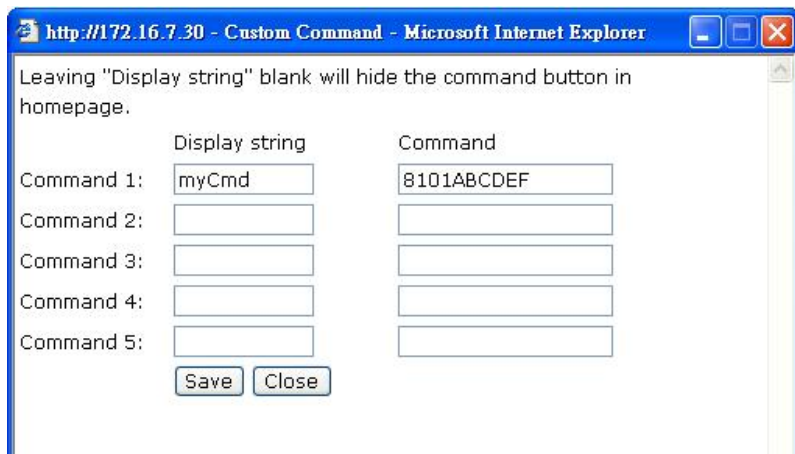 http://172.16.7.30 - Custom Command - Microsoft Internet Explorer
Leaving "Display string" blank will hide the command button in
homepage.
Display string Command
Command 1: myCmd 8101ABCDEF
Command 2:
Command 3:
Command 4:
Command 5:
Save Close